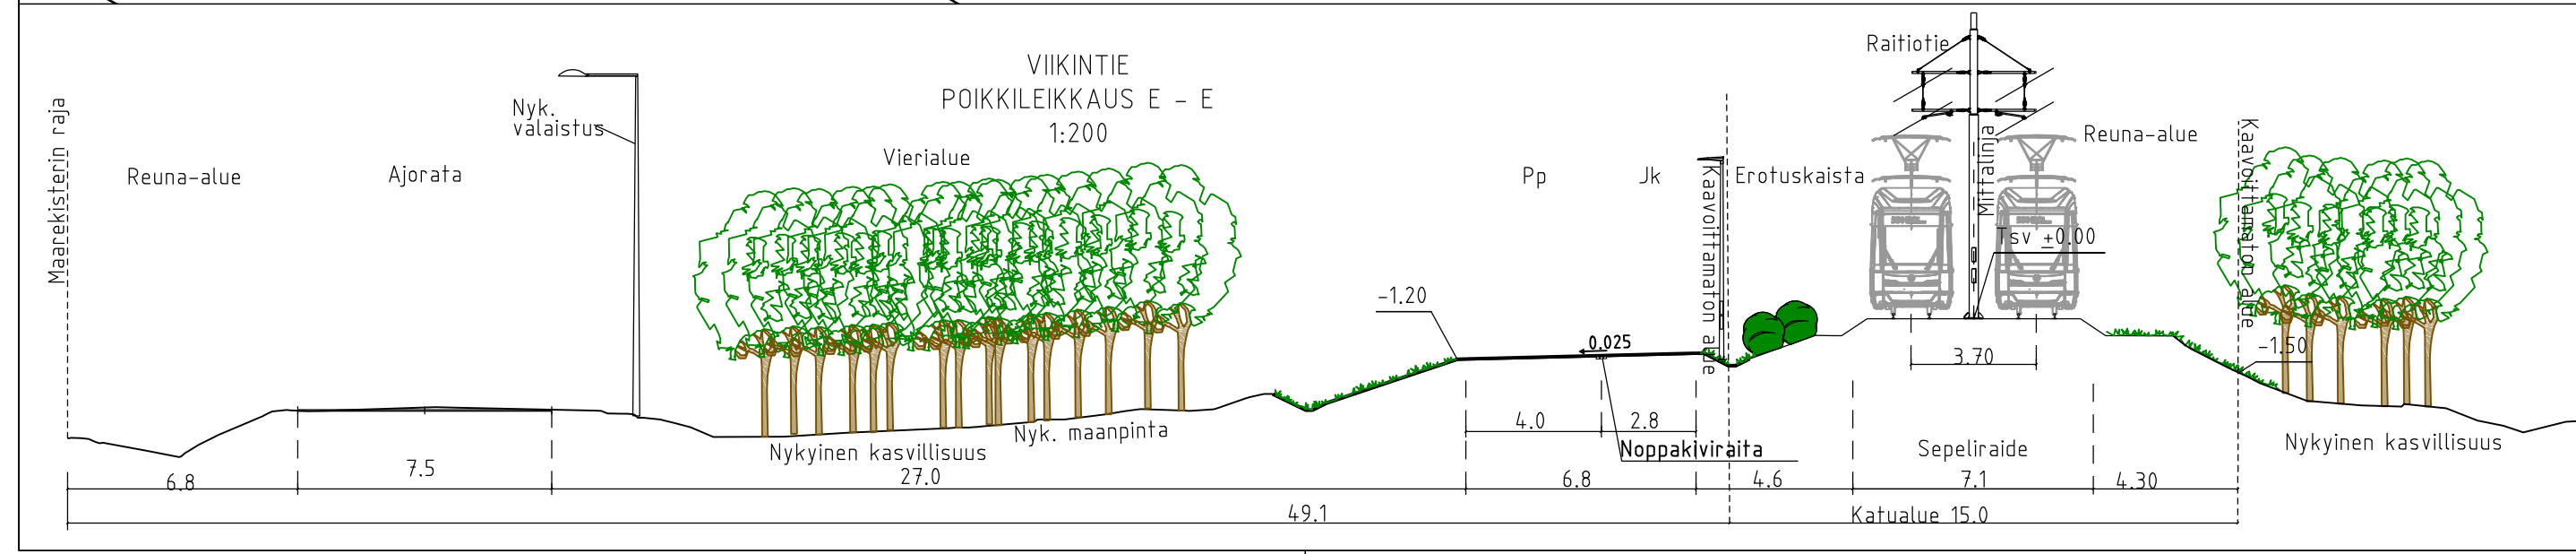 VIIKINTIE
POIKKILEIKKAUS E - E
1:200
Maarekisterin raja
Reuna-alue
Ajorata
Nyk.
valaistus
Vierialue
Pp
Jk
Kaavoittamaton alue
Erotuskaista
Raitiotie
Mittalinja
Reuna-alue
Kaavoittamaton alue
Tsv ±0.00
-1.20
0.025
3.70
-1.50
4.0
2.8
Noppakiviraita
Nyk. maanpinta
Nykyinen kasvillisuus
Sepeliraide
Nykyinen kasvillisuus
6.8
7.5
27.0
6.8
4.6
7.1
4.30
49.1
Katualue 15.0